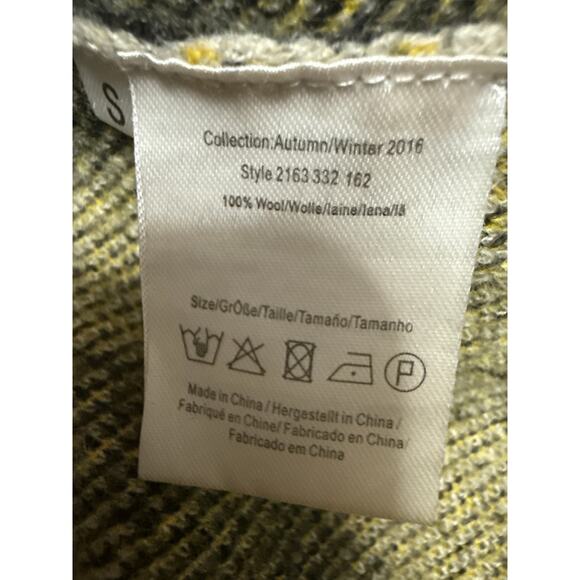 S
Collection:Autumn/Winter 2016
Style 2163 332 162
100% Wool/Wolle/laine/lana/lã
Size/GrÖße/Taille/Tamaño/Tamanho
P
Made in China / Hergestellt in China /
Fabriqué en Chine/ Fabricado en China/
Fabricado em China